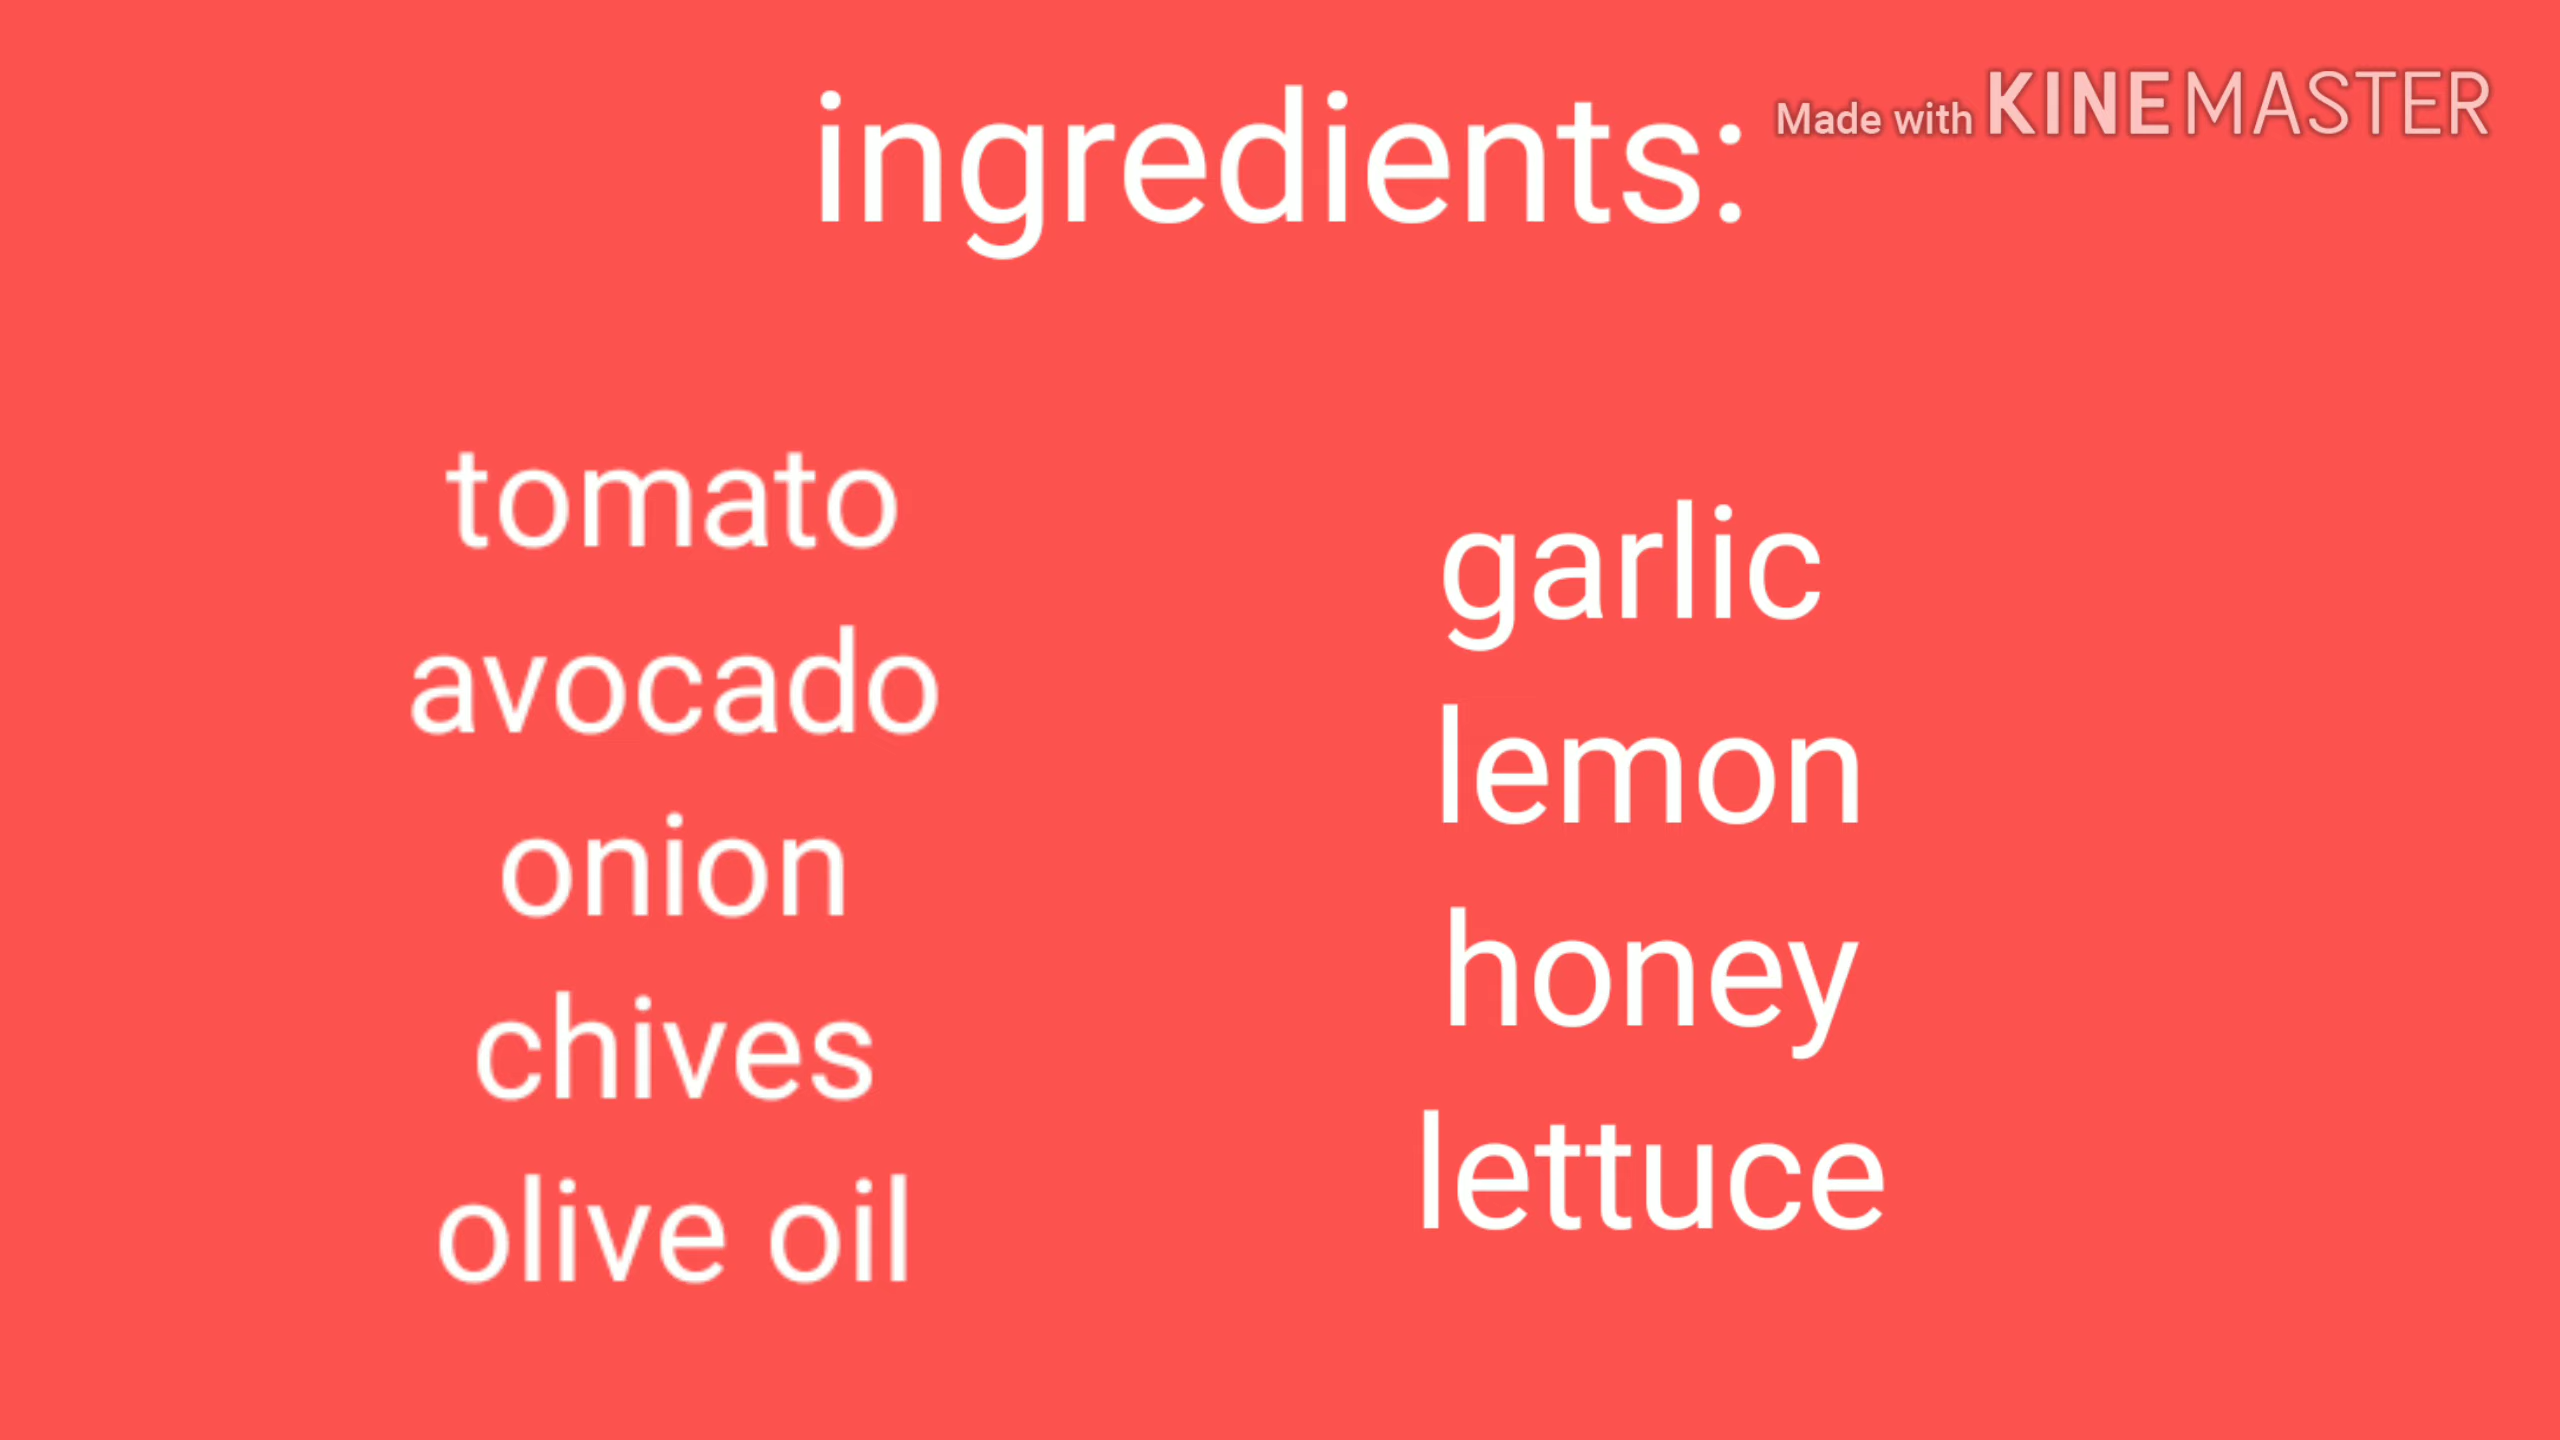 ingredients:
Made with KINEMASTER
tomato
avocado
onion
chives
olive oil
garlic
lemon
honey
lettuce